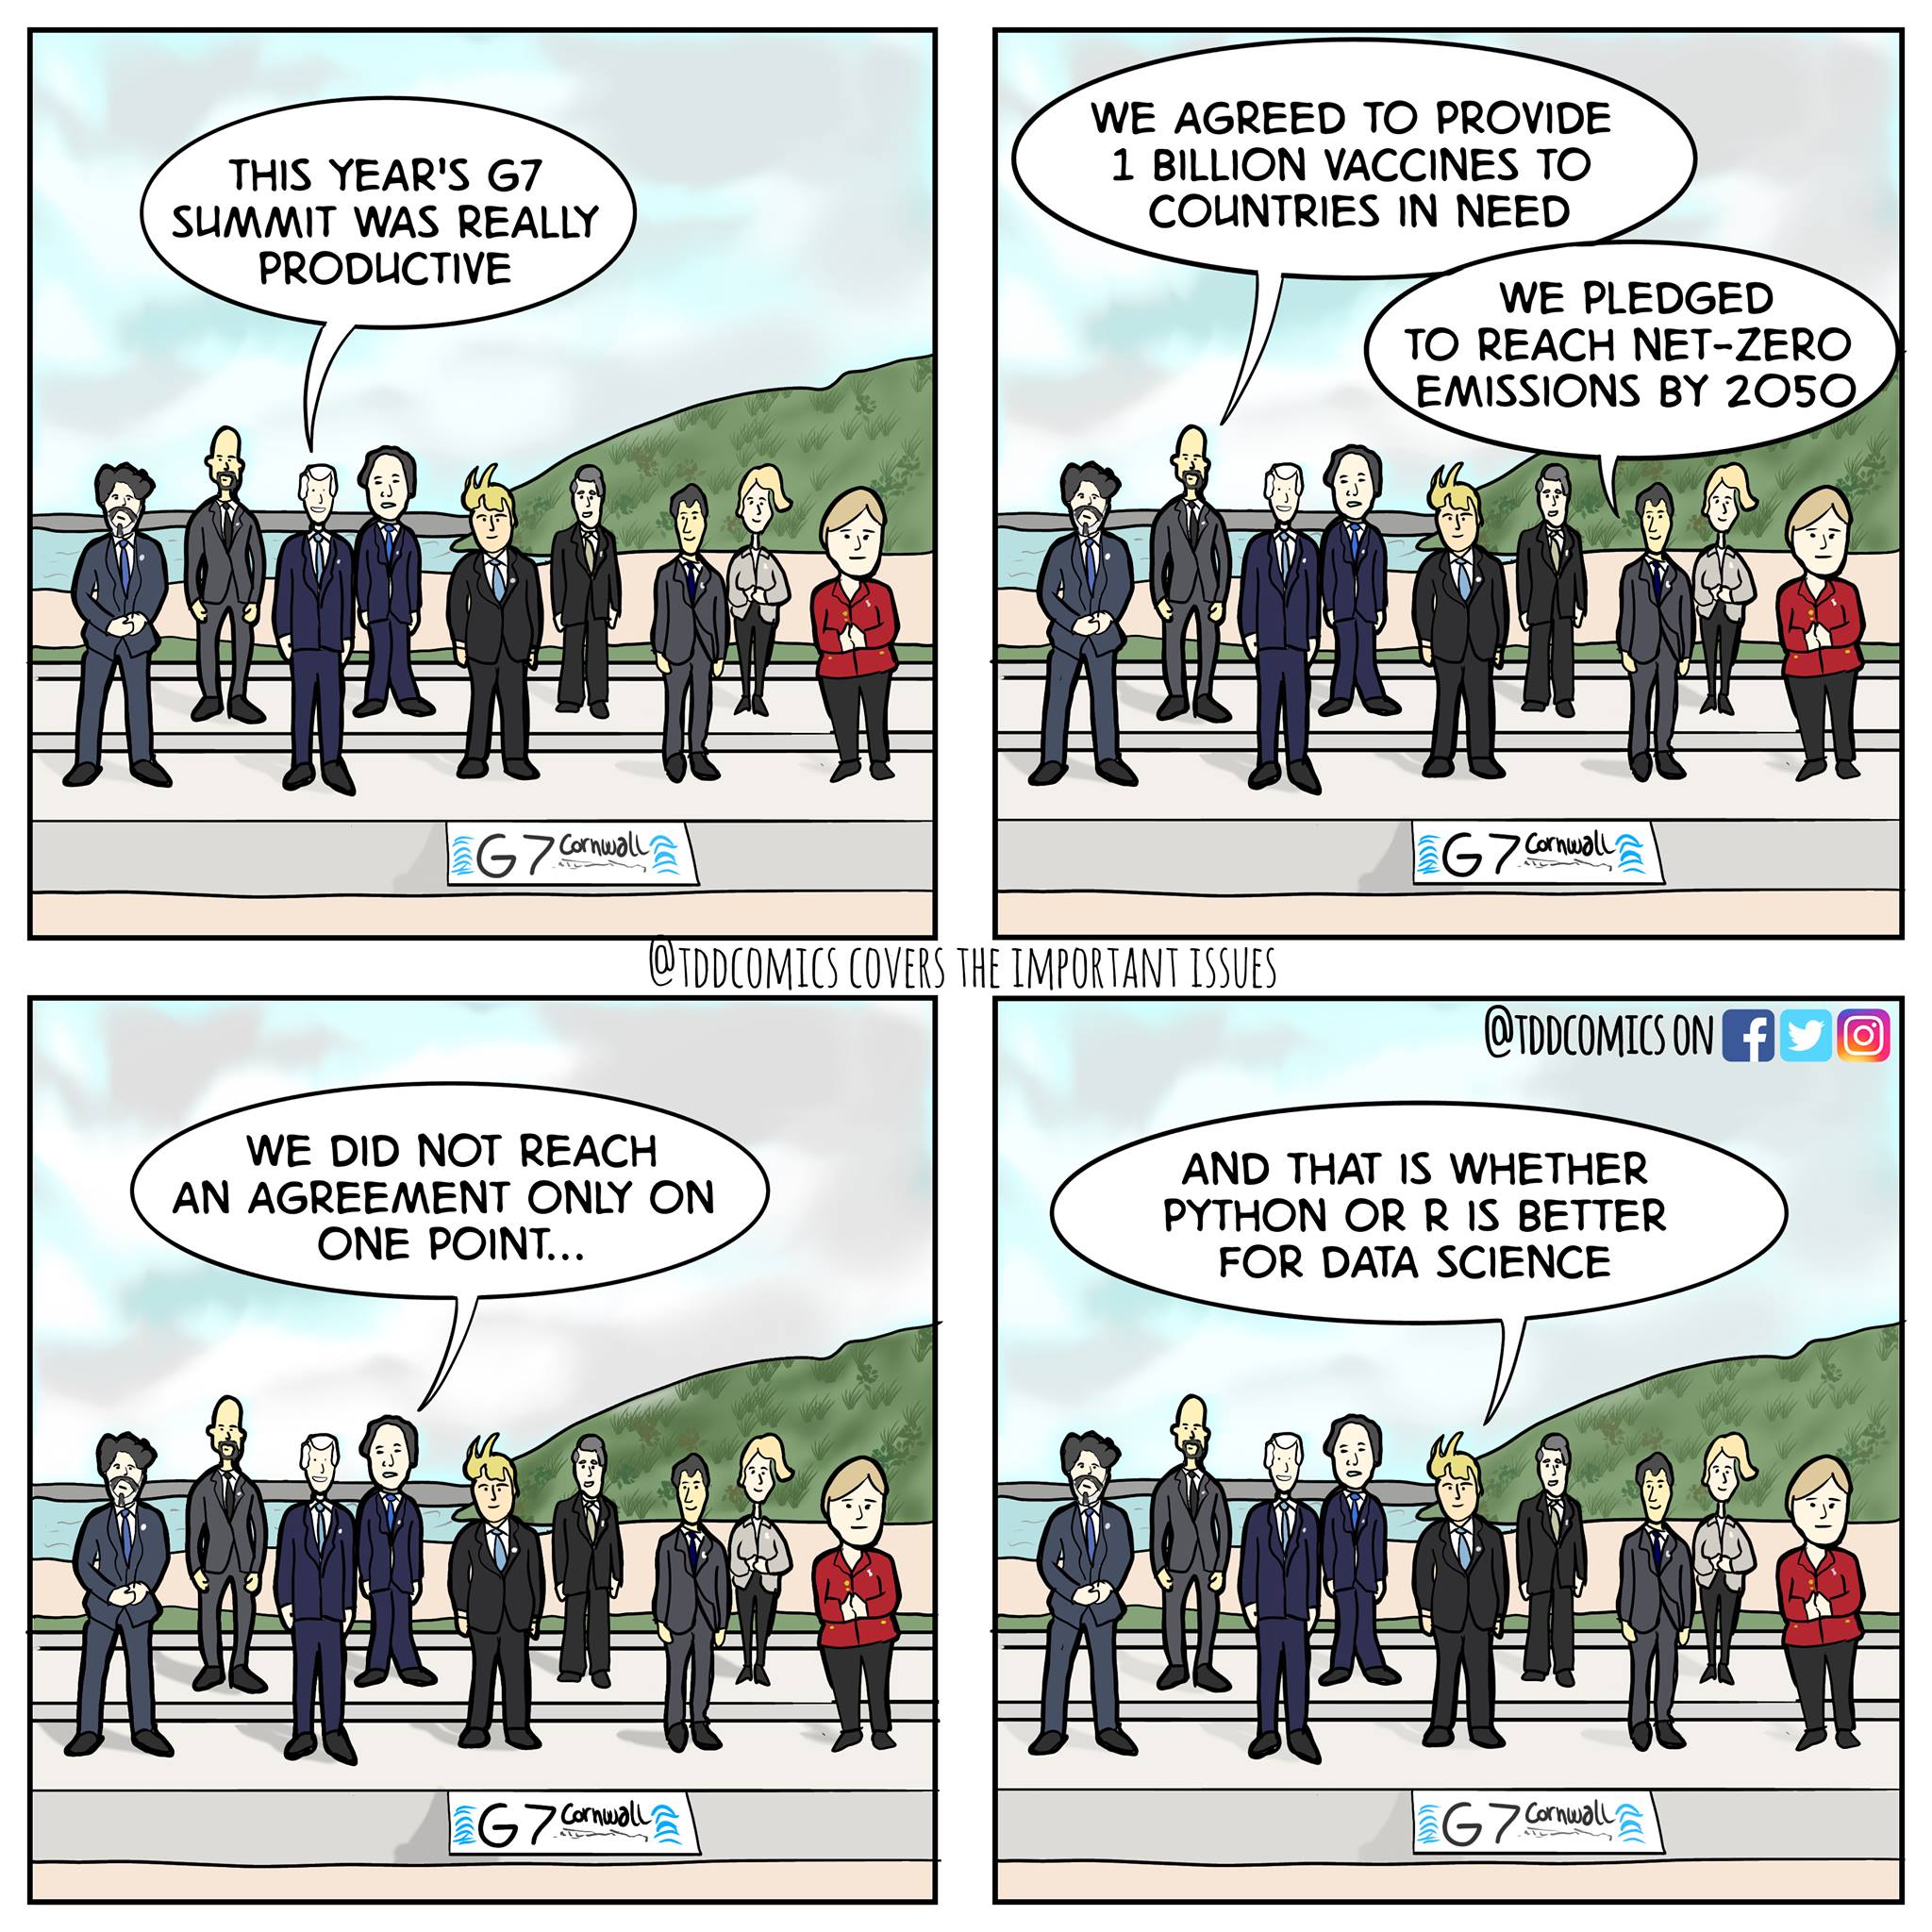 THIS YEAR'S G7
SUMMIT WAS REALLY
PRODUCTIVE
G7 Cornwall
WE AGREED TO PROVIDE
1 BILLION VACCINES TO
COUNTRIES IN NEED
WE PLEDGED
TO REACH NET-ZERO
EMISSIONS BY 2050
G7 Cornwall
@TDDCOMICS COVERS THE IMPORTANT ISSUES
WE DID NOT REACH
AN AGREEMENT ONLY ON
ONE POINT...
G7 Cornwall
@TDDCOMICS ON
AND THAT IS WHETHER
PYTHON OR R IS BETTER
FOR DATA SCIENCE
G7 Cornwall